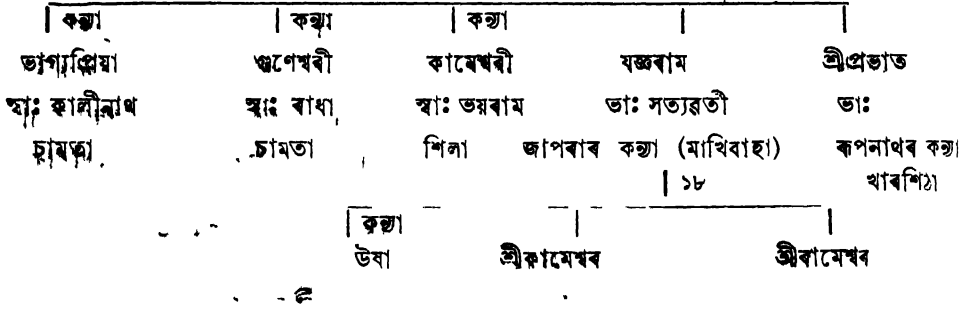 কন্যা কন্যা কন্যা
ভাগ্যপ্ৰিয়া গুণেশ্বৰী কামেশ্বৰী যজ্ঞৰাম শ্ৰীপ্ৰভাত
স্বাঃ কালীনাথ স্বাঃ ৰাধা স্বাঃ ভয়ৰাম ভাঃ সত্যৱতী ভাঃ
চামতা চামতা শিলা জাপৰাৰ কন্যা (মাখিবাহা) ৰূপনাথৰ কন্যা
১৮ খাৰশিঠা
কন্যা
উষা শ্ৰীকামেশ্বৰ শ্ৰীৰামেশ্বৰ